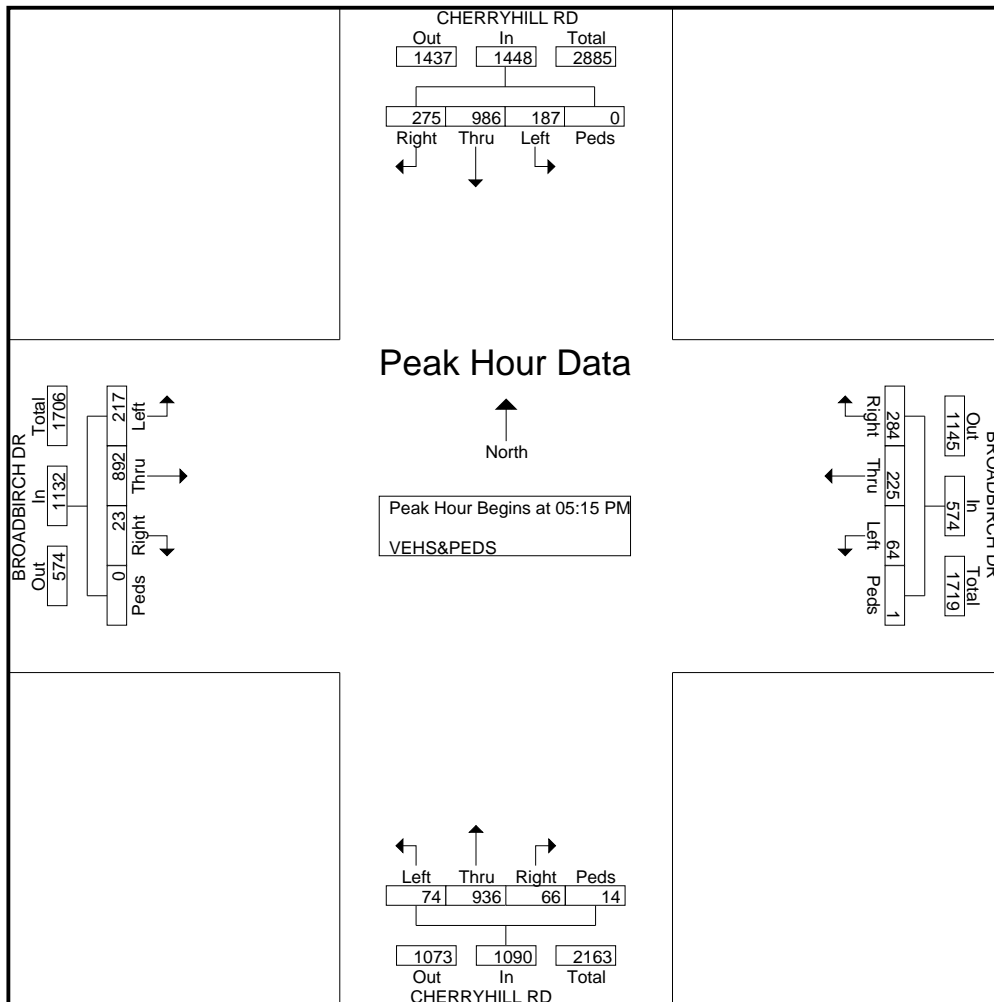 CHERRYHILL RD
Out In Total
1437 1448 2885
275 986 187 0
Right Thru Left Peds
Peak Hour Data
North
Peak Hour Begins at 05:15 PM
VEHS&PEDS
BROADBIRCH DR
Out In Total
574 1132 1706
217 892 23 0
Left Thru Right Peds
BROADBIRCH DR
Out In Total
1145 574 1719
284 225 64 1
Right Thru Left Peds
Left Thru Right Peds
74 936 66 14
1073 1090 2163
Out In Total
CHERRYHILL RD